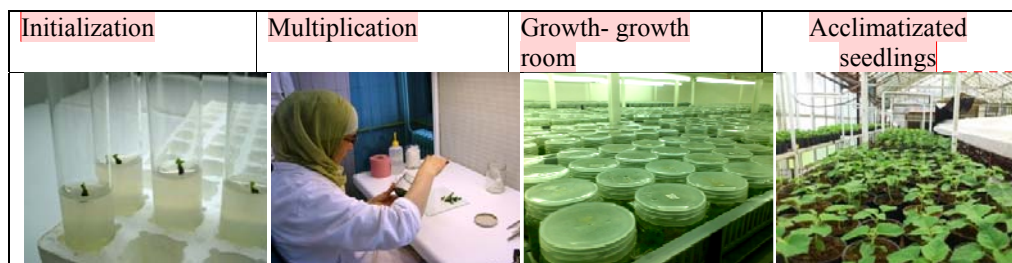 Initialization
Multiplication
Growth- growth
room
Acclimatizated
seedlings